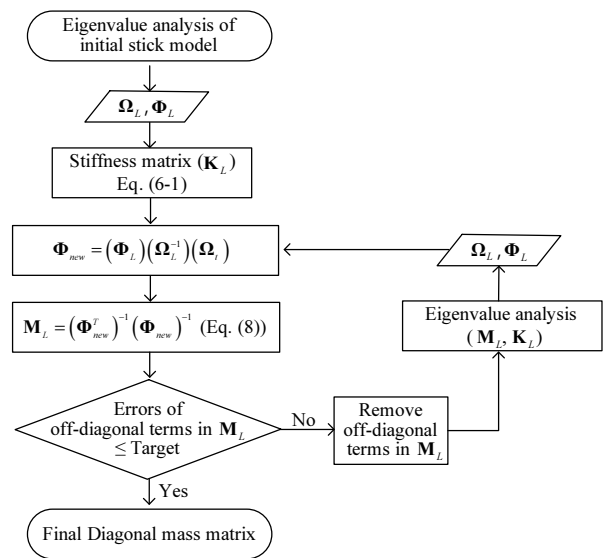 Eigenvalue analysis of
initial stick model
Ω_L, Φ_L
Stiffness matrix (K_L)
Eq. (6-1)
Φ_new = (Φ_L)(Ω_L^-1)(Ω_t)
M_L = (Φ_new^T)^-1 (Φ_new)^-1 (Eq. (8))
Errors of
off-diagonal terms in M_L
≤ Target
No
Yes
Remove
off-diagonal
terms in M_L
Eigenvalue analysis
(M_L, K_L)
Ω_L, Φ_L
Final Diagonal mass matrix